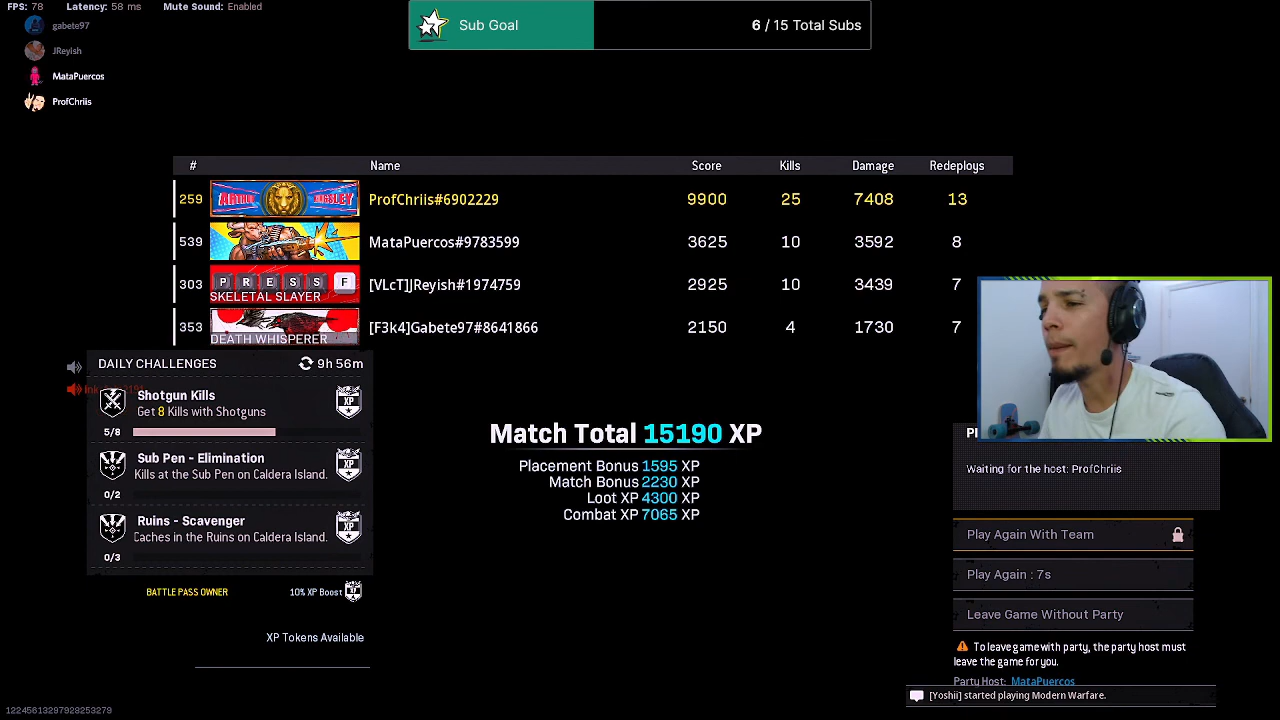 FPS: 78 Latency: 58 ms Mute Sound: Enabled
gabete97
JReyish
MataPuercos
ProfChriis
Sub Goal 6 / 15 Total Subs
# Name Score Kills Damage Redeploys
259 ARTHUR KINGSLEY ProfChriis#6902229 9900 25 7408 13
539 MataPuercos#9783599 3625 10 3592 8
303 PRESS F SKELETAL SLAYER [VLcT]JReyish#1974759 2925 10 3439 7
353 DEATH WHISPERER [F3k4]Gabete97#8641866 2150 4 1730 7
DAILY CHALLENGES 9h 56m
Shotgun Kills
Get 8 Kills with Shotguns
XP
5/8
Sub Pen - Elimination
Kills at the Sub Pen on Caldera Island.
XP
0/2
Ruins - Scavenger
Caches in the Ruins on Caldera Island.
XP
0/3
BATTLE PASS OWNER 10% XP Boost
XP Tokens Available
Match Total 15190 XP
Placement Bonus 1595 XP
Match Bonus 2230 XP
Loot XP 4300 XP
Combat XP 7065 XP
Waiting for the host: ProfChriis
Play Again With Team
Play Again : 7s
Leave Game Without Party
To leave game with party, the party host must
leave the game for you.
Party Host: MataPuercos
[Yoshii] started playing Modern Warfare.
12245613297928253279